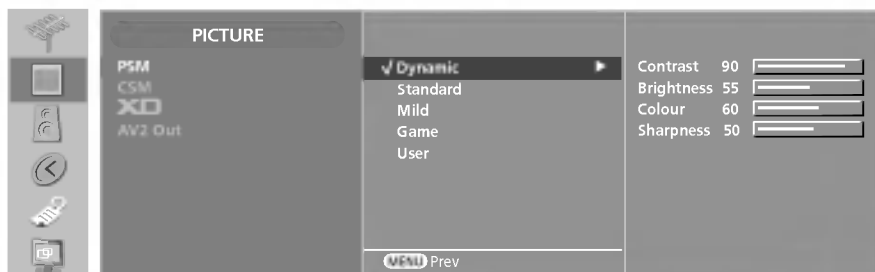 PICTURE
PSM
CSM
XD
AV2 Out
√ Dynamic
Standard
Mild
Game
User
MENU Prev
Contrast 90
Brightness 55
Colour 60
Sharpness 50